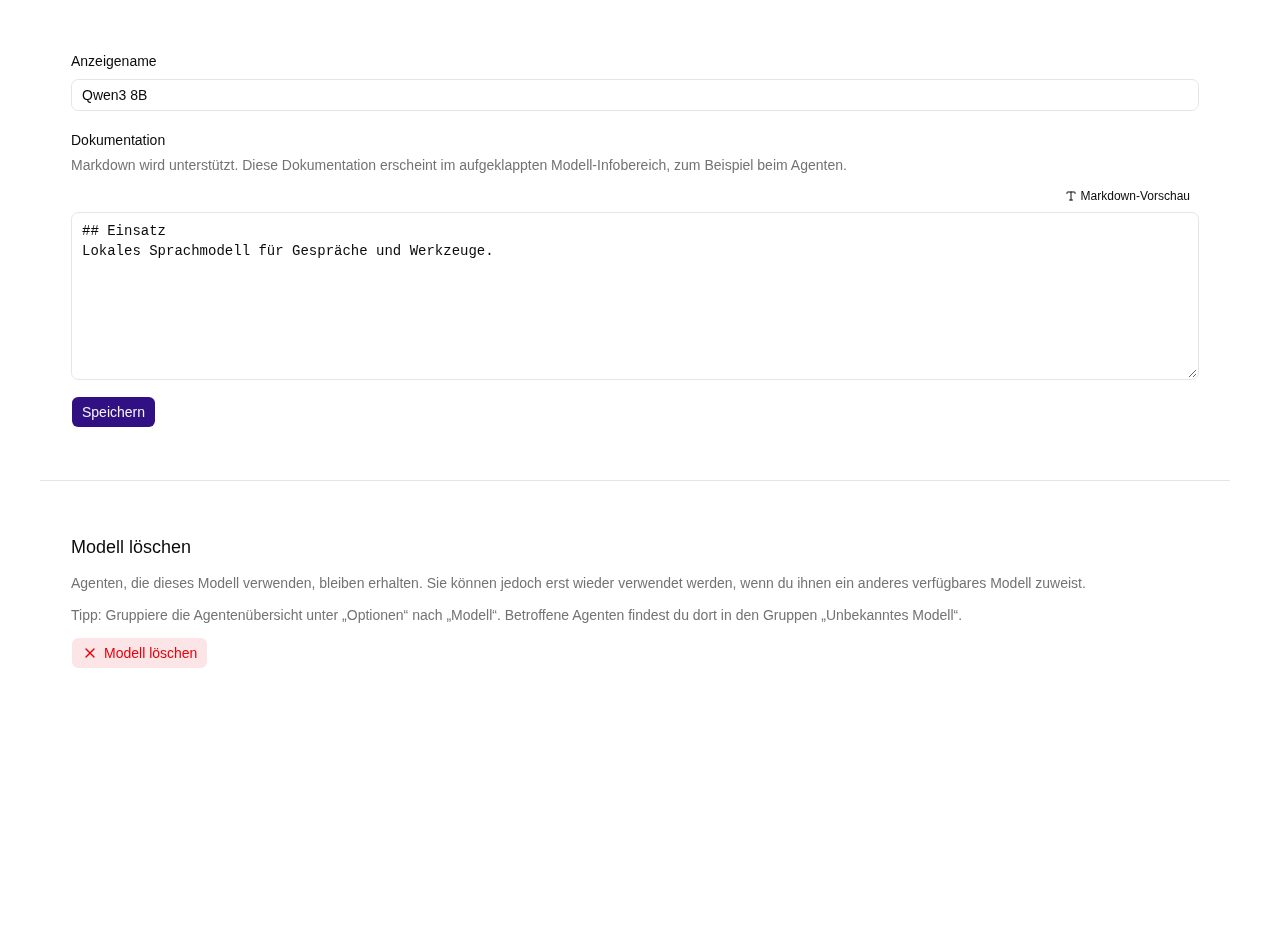 Anzeigename
Qwen3 8B
Dokumentation
Markdown wird unterstützt. Diese Dokumentation erscheint im aufgeklappten Modell-Infobereich, zum Beispiel beim Agenten.
Markdown-Vorschau
## Einsatz
Lokales Sprachmodell für Gespräche und Werkzeuge.
Speichern
Modell löschen
Agenten, die dieses Modell verwenden, bleiben erhalten. Sie können jedoch erst wieder verwendet werden, wenn du ihnen ein anderes verfügbares Modell zuweist.
Tipp: Gruppiere die Agentenübersicht unter „Optionen“ nach „Modell“. Betroffene Agenten findest du dort in den Gruppen „Unbekanntes Modell“.
Modell löschen